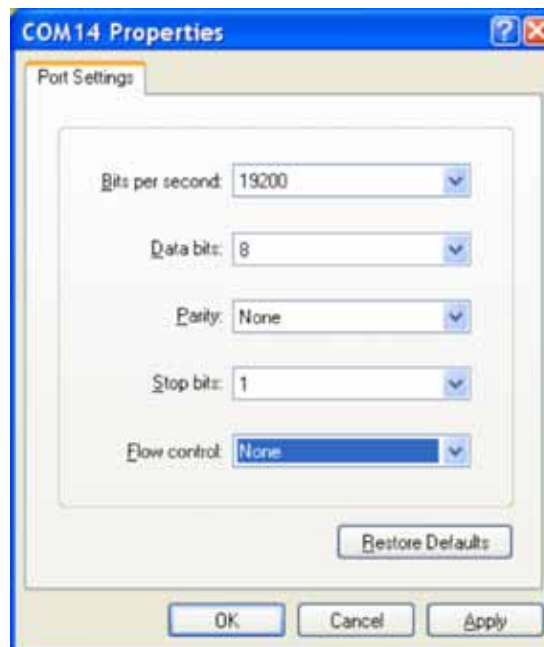 COM14 Properties
Port Settings
Bits per second: 19200
Data bits: 8
Parity: None
Stop bits: 1
Flow control: None
Restore Defaults
OK Cancel Apply